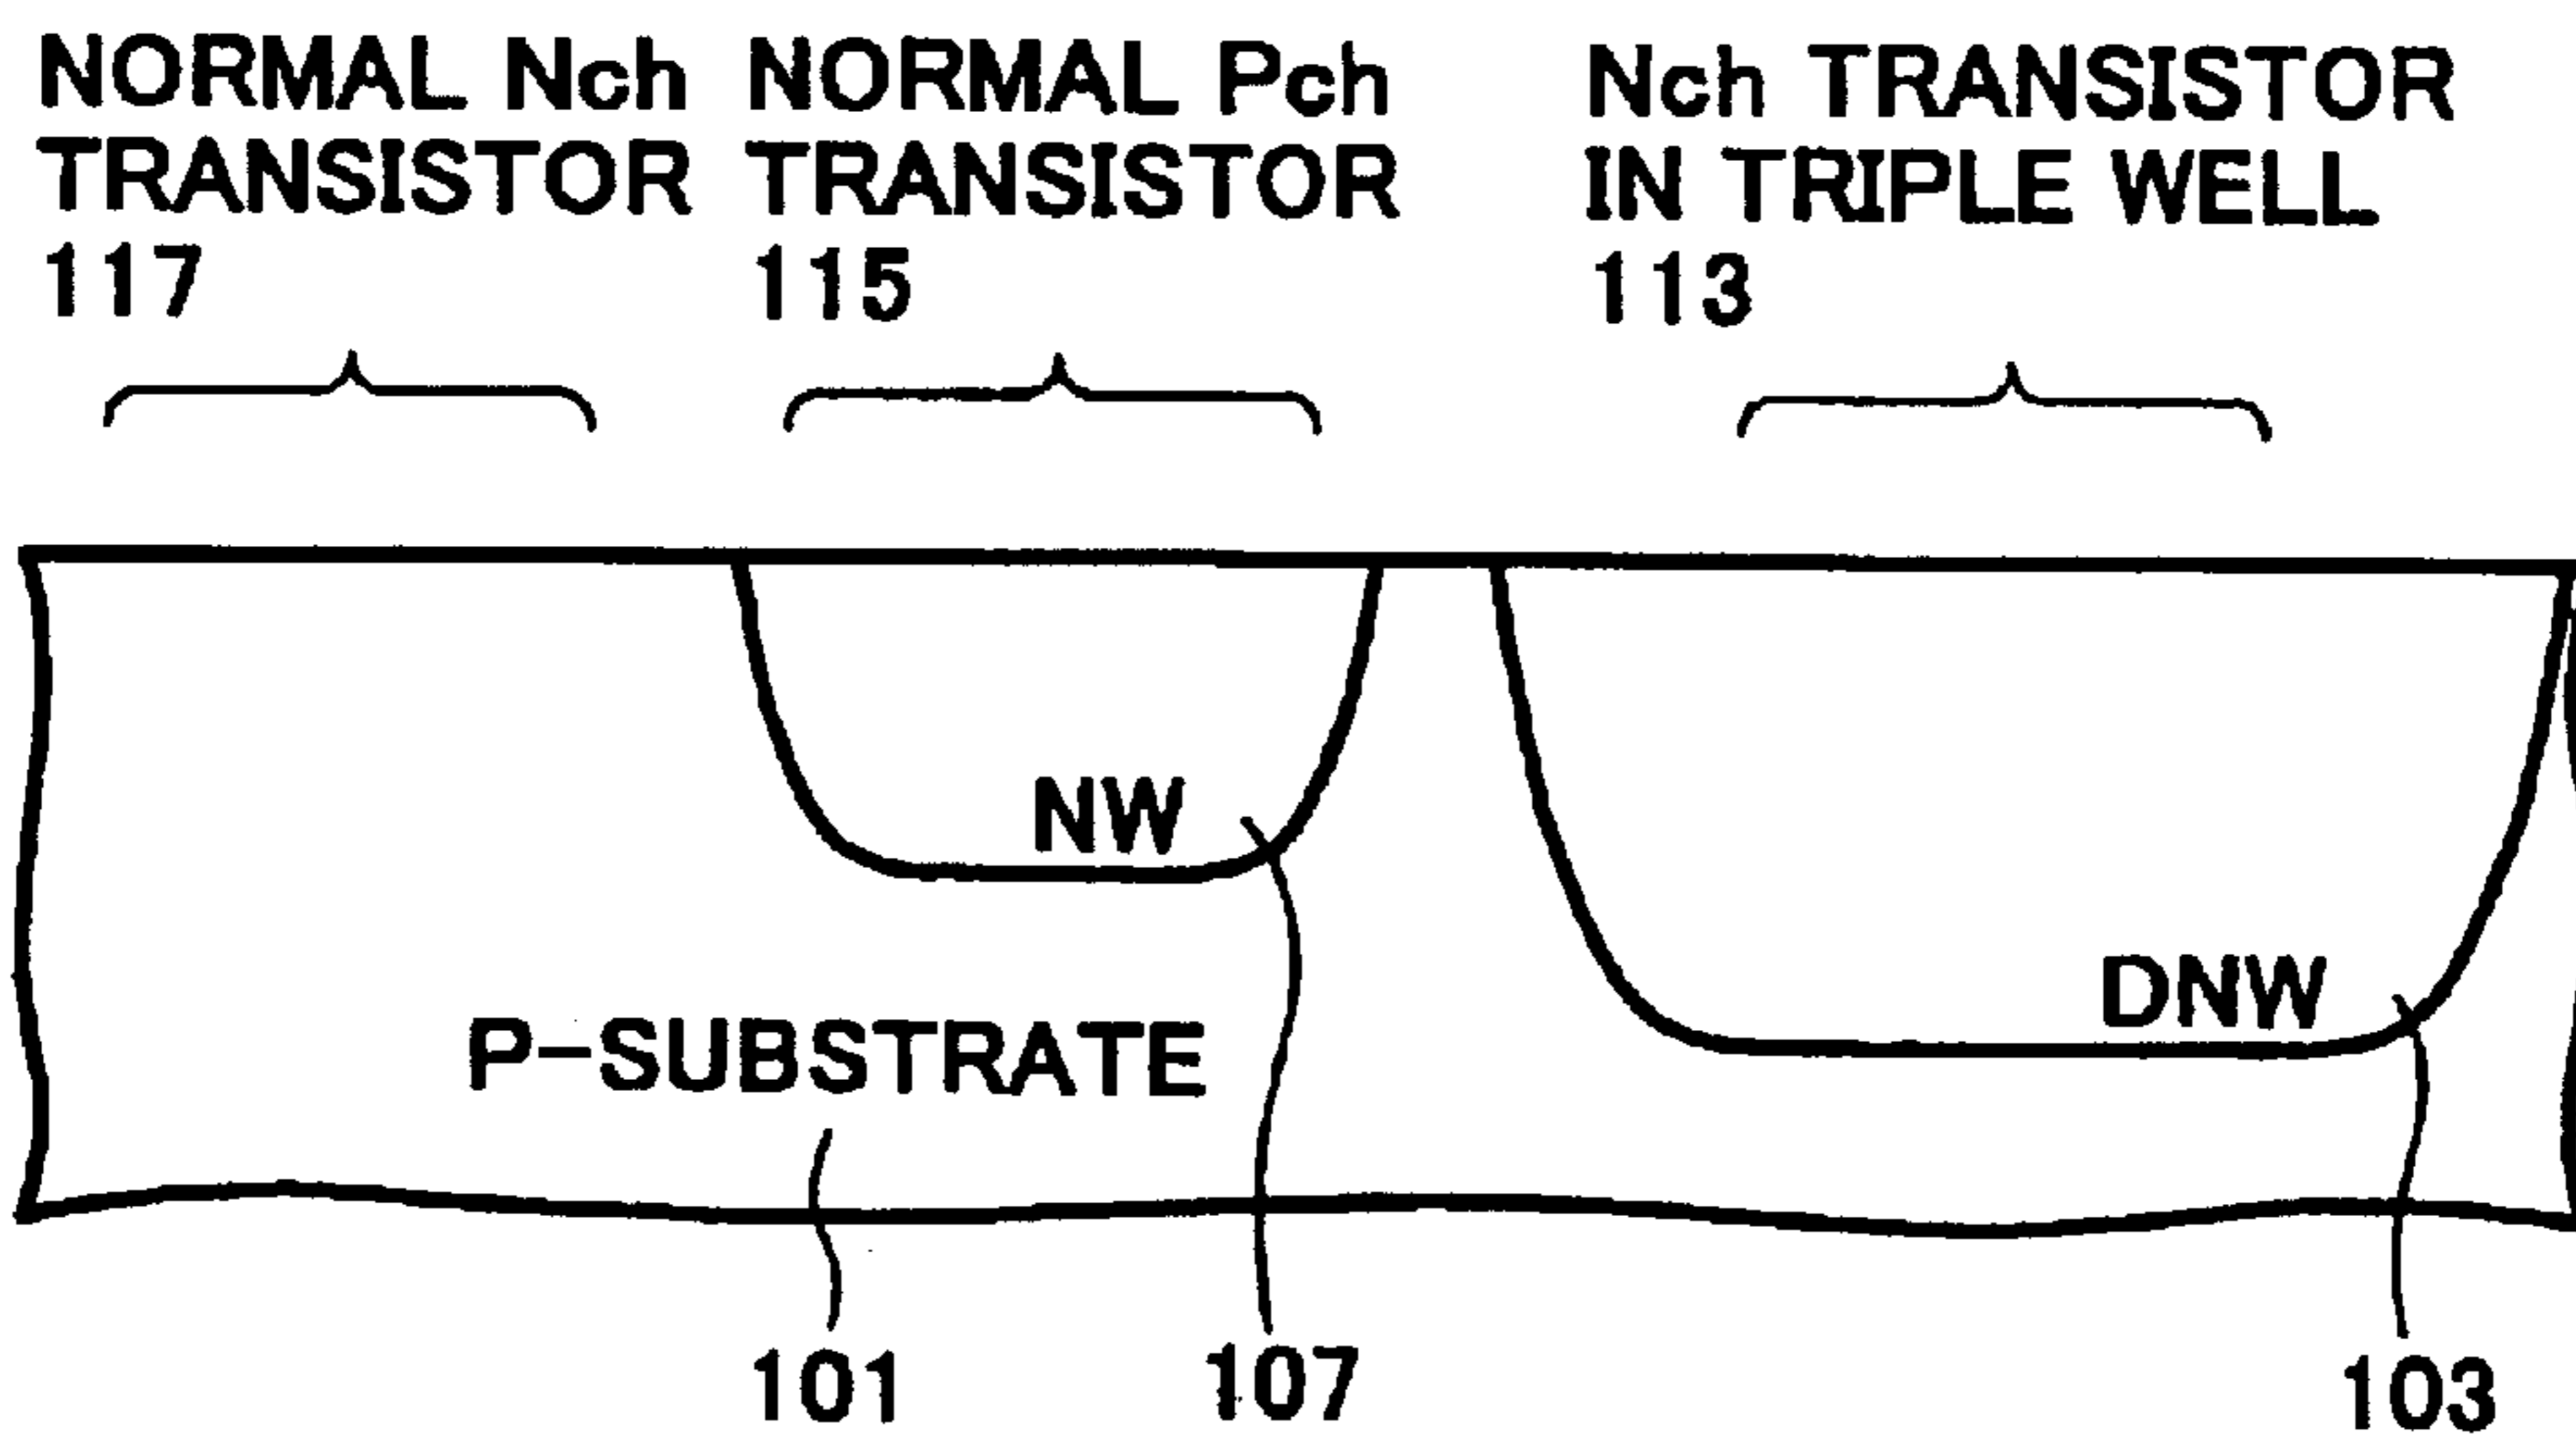 NORMAL Nch
TRANSISTOR
117
NORMAL Pch
TRANSISTOR
115
Nch TRANSISTOR
IN TRIPLE WELL
113
NW
DNW
P-SUBSTRATE
101
107
103